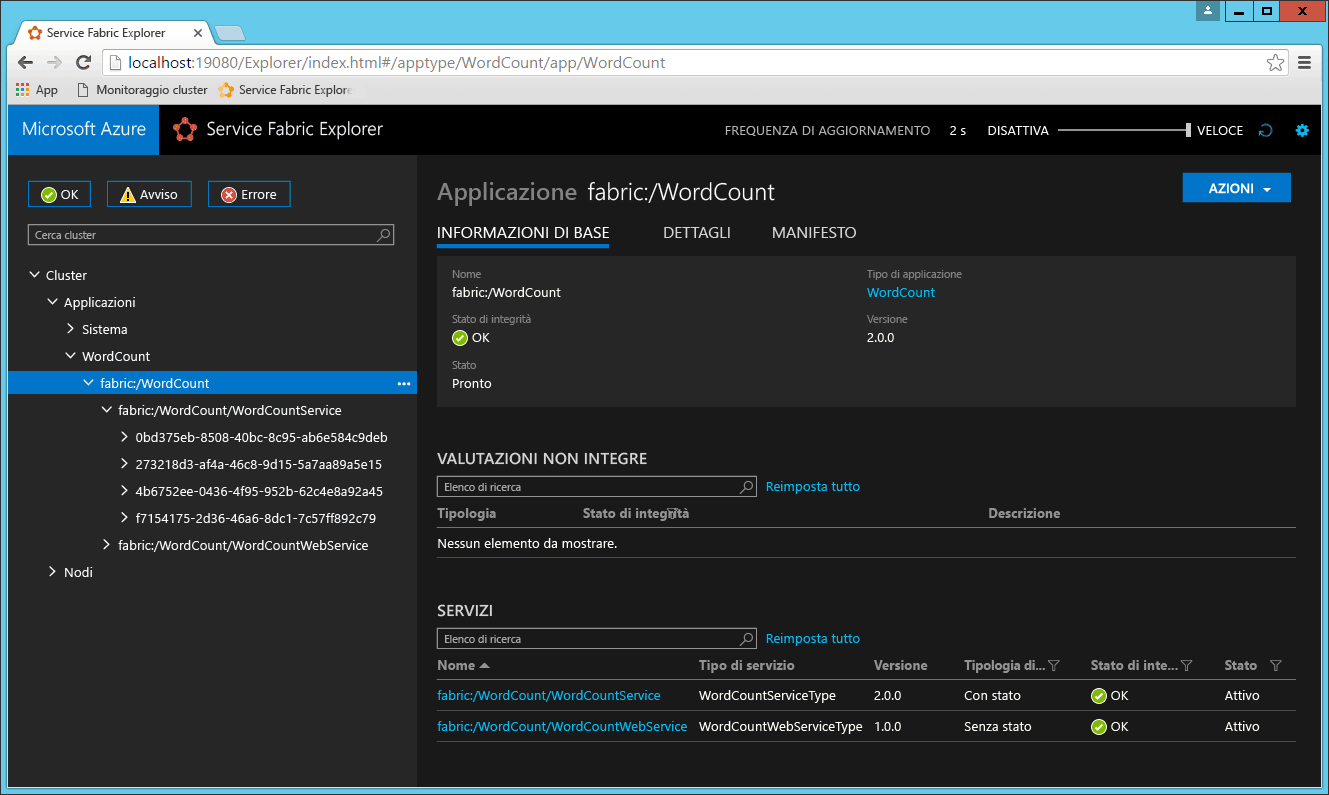 Service Fabric Explorer
localhost:19080/Explorer/index.html#/apptype/WordCount/app/WordCount
App Monitoraggio cluster Service Fabric Explore
Microsoft Azure Service Fabric Explorer FREQUENZA DI AGGIORNAMENTO 2 s DISATTIVA VELOCE
OK Avviso Errore
Cerca cluster
Cluster
Applicazioni
Sistema
WordCount
fabric:/WordCount
fabric:/WordCount/WordCountService
0bd375eb-8508-40bc-8c95-ab6e584c9deb
273218d3-af4a-46c8-9d15-5a7aa89a5e15
4b6752ee-0436-4f95-952b-62c4e8a92a45
f7154175-2d36-46a6-8dc1-7c57ff892c79
fabric:/WordCount/WordCountWebService
Nodi
Applicazione fabric:/WordCount AZIONI
INFORMAZIONI DI BASE DETTAGLI MANIFESTO
Nome Tipo di applicazione
fabric:/WordCount WordCount
Stato di integrità Versione
OK 2.0.0
Stato
Pronto
VALUTAZIONI NON INTEGRE
Elenco di ricerca Reimposta tutto
Tipologia Stato di integrità Descrizione
Nessun elemento da mostrare.
SERVIZI
Elenco di ricerca Reimposta tutto
Nome Tipo di servizio Versione Tipologia di... Stato di inte... Stato
fabric:/WordCount/WordCountService WordCountServiceType 2.0.0 Con stato OK Attivo
fabric:/WordCount/WordCountWebService WordCountWebServiceType 1.0.0 Senza stato OK Attivo